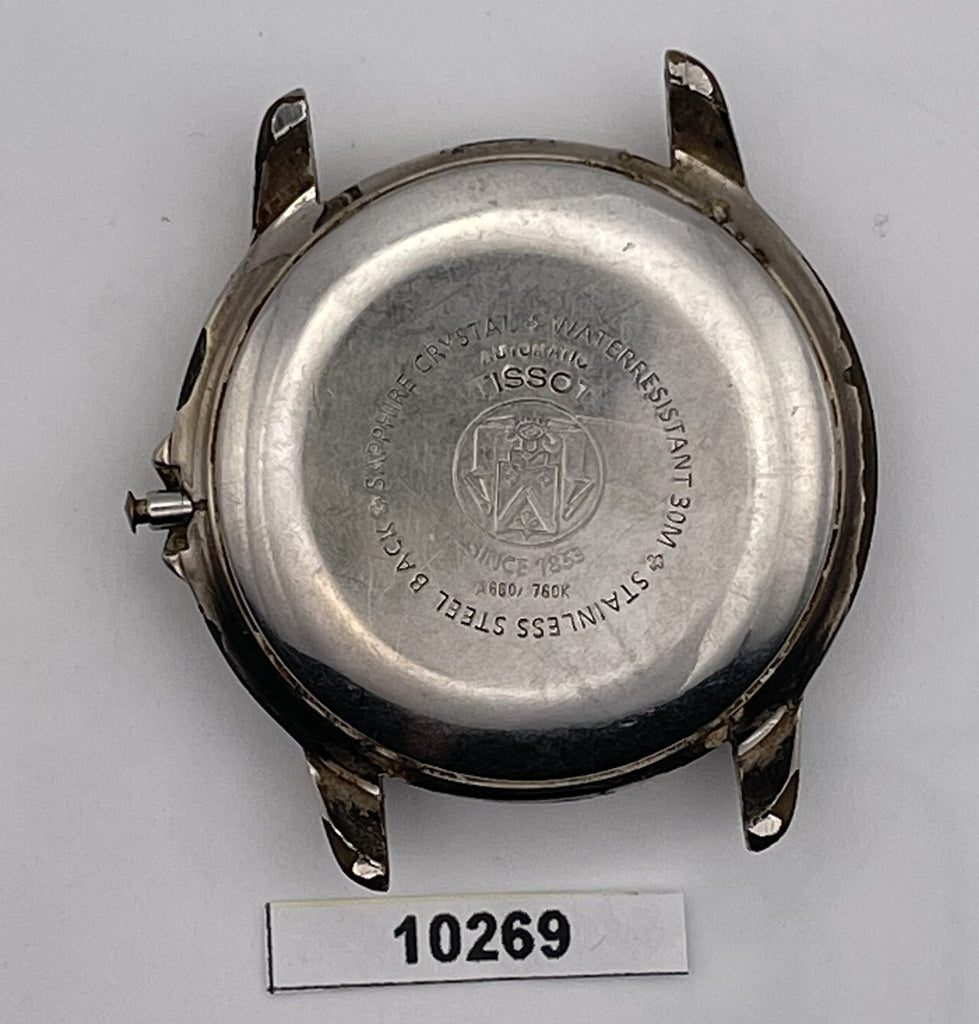 SAPPHIRE CRYSTAL & WATERRESISTANT 30M ✽ STAINLESS STEEL BACK ✽
AUTOMATIC
TISSOT
SINCE 1853
A660/760K
10269